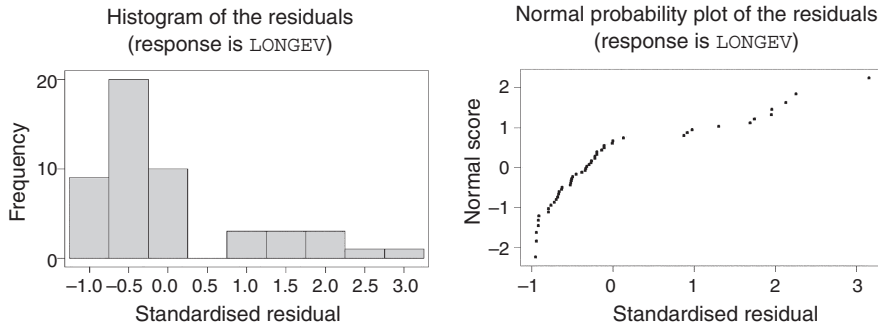 Histogram of the residuals
(response is LONGEV)
20
10
0
Frequency
−1.0 −0.5 0.0 0.5 1.0 1.5 2.0 2.5 3.0
Standardised residual
Normal probability plot of the residuals
(response is LONGEV)
2
1
0
−1
−2
Normal score
−1 0 1 2 3
Standardised residual